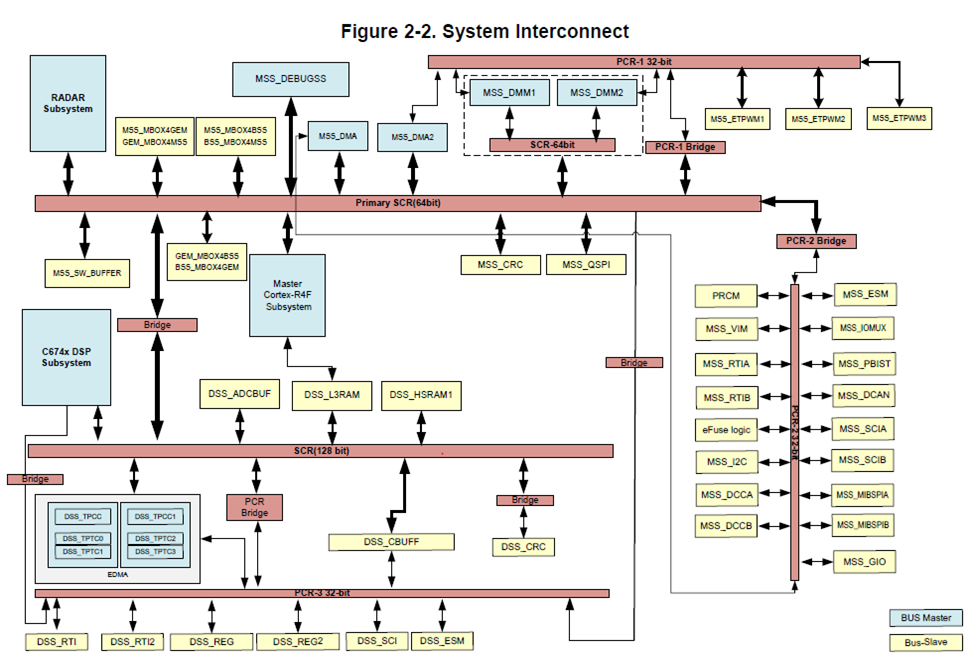 Figure 2-2. System Interconnect
PCR-1 32-bit
RADAR
Subsystem
MSS_DEBUGSS
MSS_DMM1
MSS_DMM2
MSS_ETPWM1
MSS_ETPWM2
MSS_ETPWM3
MSS_MBOX4GEM
GEM_MBOX4MSS
MSS_MBOX4BSS
BSS_MBOX4MSS
MSS_DMA
MSS_DMA2
SCR-64bit
PCR-1 Bridge
Primary SCR(64bit)
PCR-2 Bridge
MSS_SW_BUFFER
GEM_MBOX4BSS
BSS_MBOX4GEM
Master
Cortex-R4F
Subsystem
MSS_CRC
MSS_QSPI
PRCM
MSS_ESM
MSS_VIM
MSS_IOMUX
MSS_RTIA
MSS_PBIST
MSS_RTIB
MSS_DCAN
eFuse logic
MSS_SCIA
MSS_I2C
MSS_SCIB
MSS_DCCA
MSS_MIBSPIA
MSS_DCCB
MSS_MIBSPIB
MSS_GIO
PCR-2 32-bit
Bridge
C674x DSP
Subsystem
Bridge
DSS_ADCBUF
DSS_L3RAM
DSS_HSRAM1
SCR(128 bit)
Bridge
PCR
Bridge
Bridge
DSS_TPCC
DSS_TPCC1
DSS_TPTC0
DSS_TPTC2
DSS_TPTC1
DSS_TPTC3
EDMA
DSS_CBUFF
DSS_CRC
PCR-3 32-bit
DSS_RTI
DSS_RTI2
DSS_REG
DSS_REG2
DSS_SCI
DSS_ESM
BUS Master
Bus-Slave